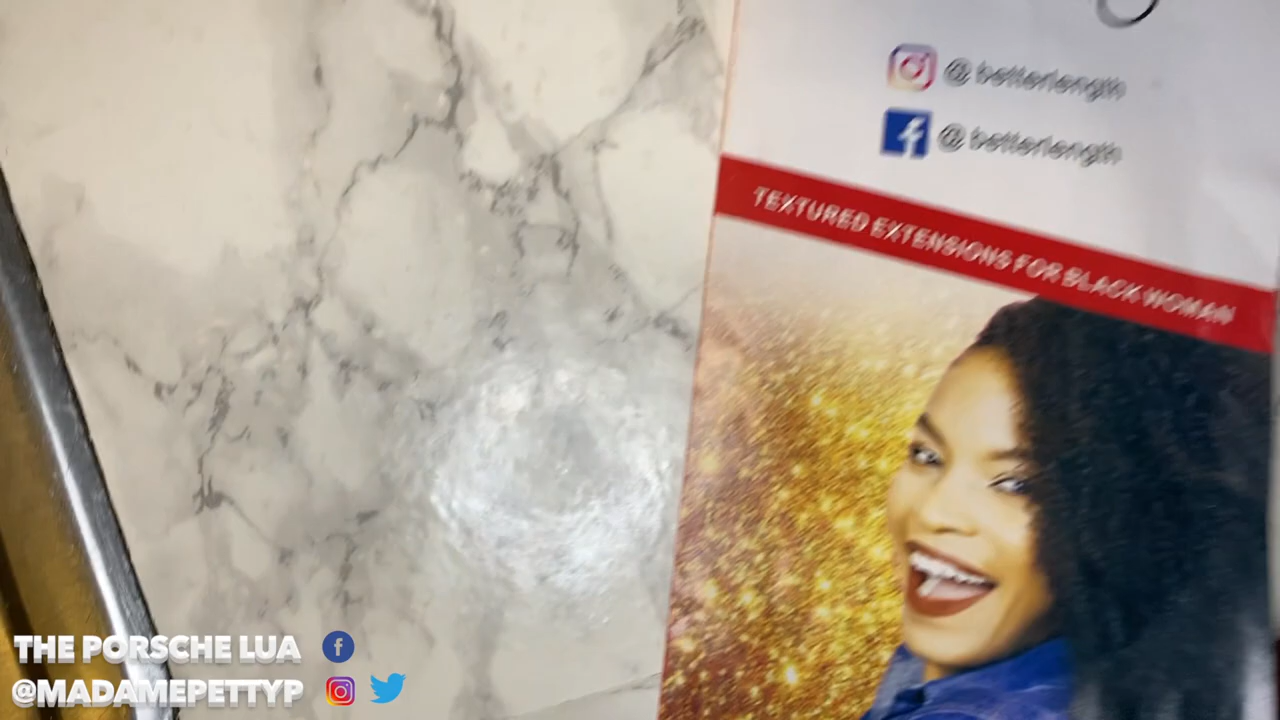 @ betterlength
@ betterlength
TEXTURED EXTENSIONS FOR BLACK WOMAN
THE PORSCHE LUA
@MADAMEPETTYP